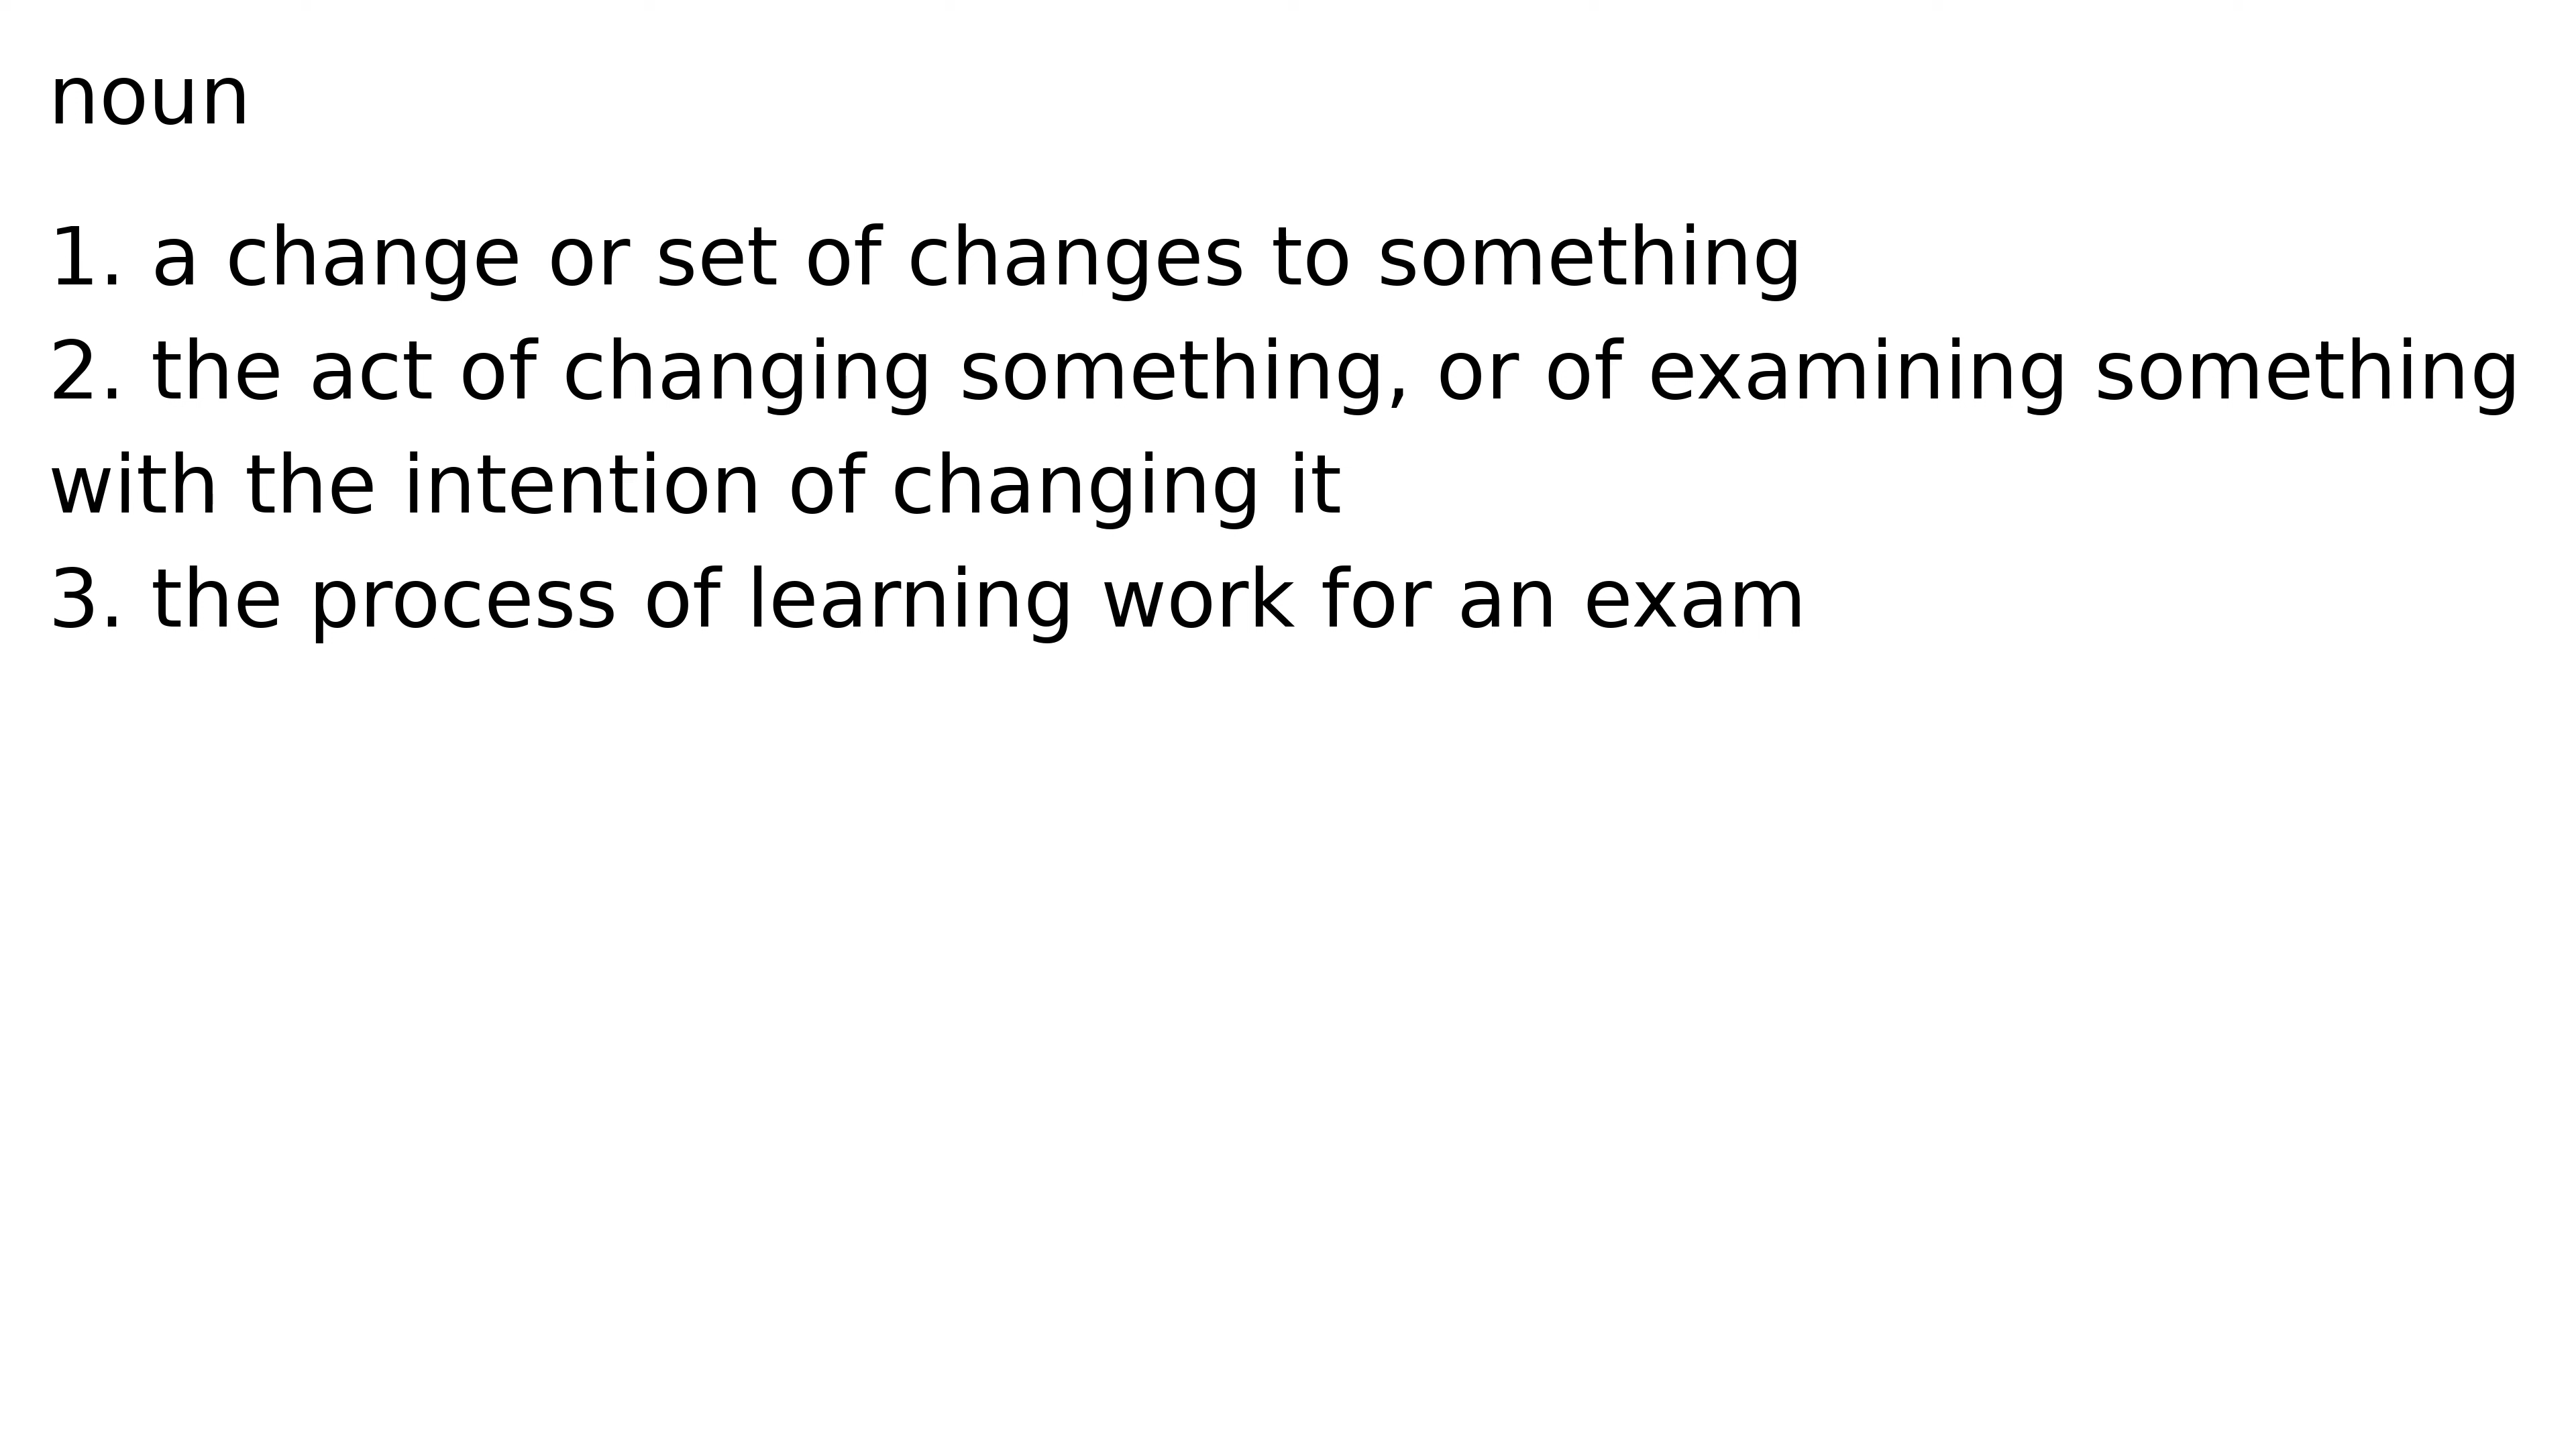 noun
1. a change or set of changes to something
2. the act of changing something, or of examining something
with the intention of changing it
3. the process of learning work for an exam